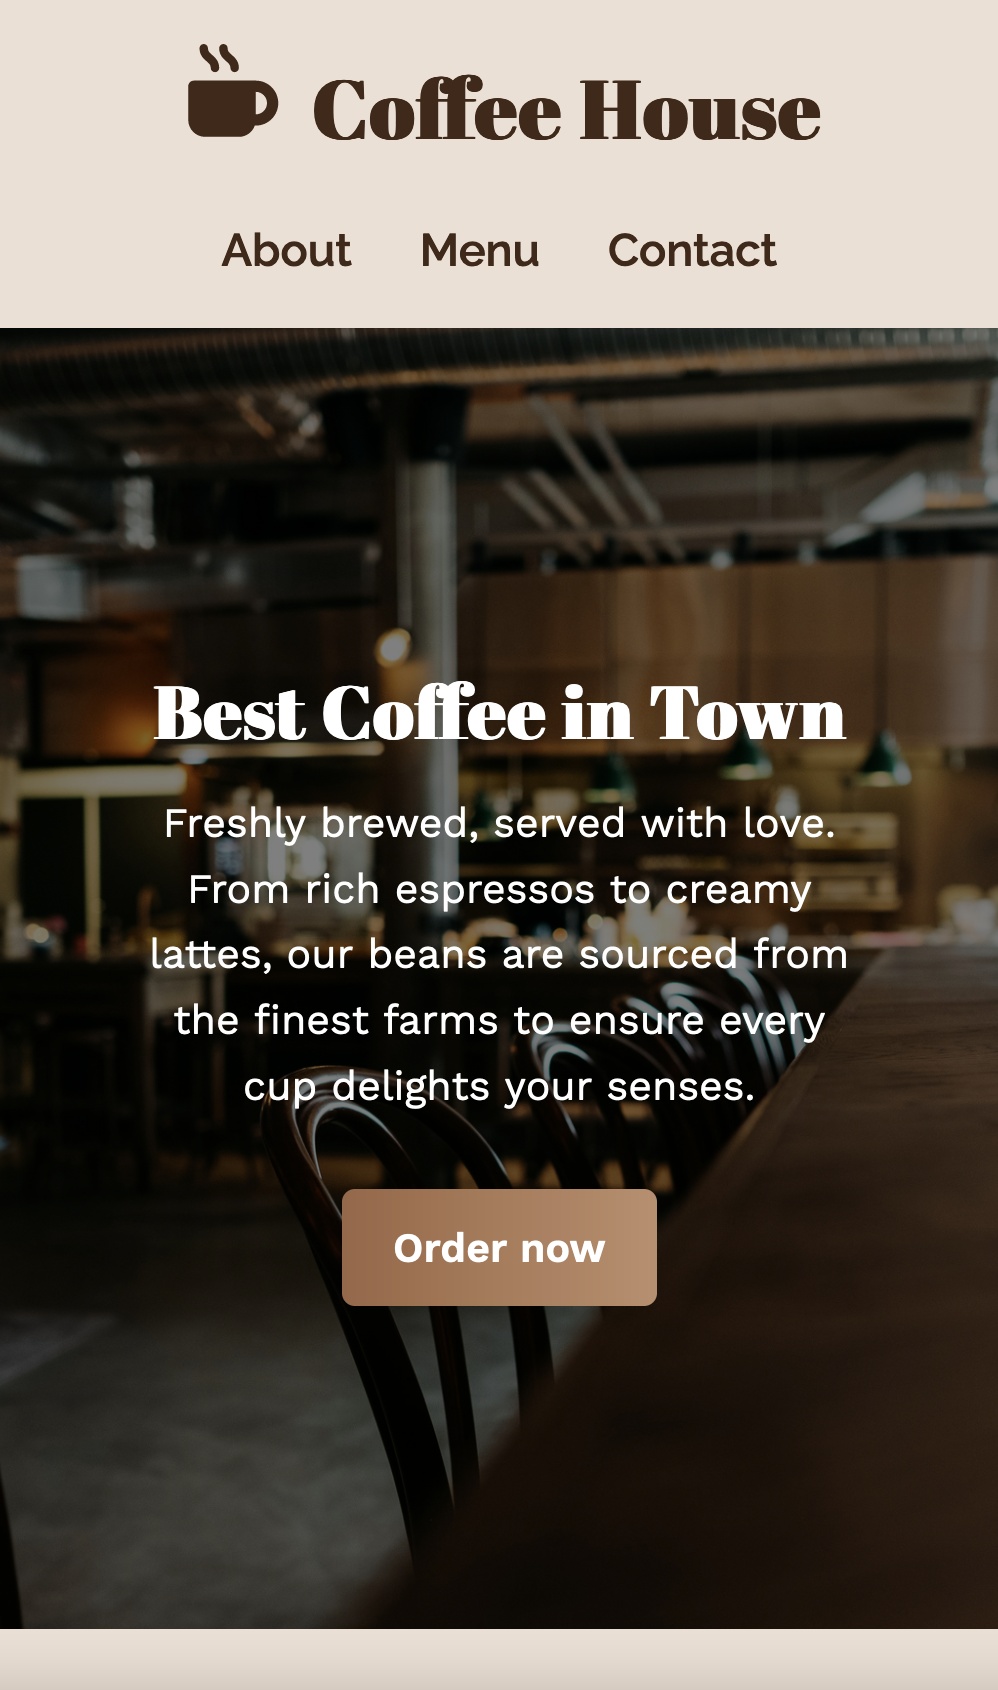 Coffee House
About Menu Contact
Best Coffee in Town
Freshly brewed, served with love.
From rich espressos to creamy
lattes, our beans are sourced from
the finest farms to ensure every
cup delights your senses.
Order now